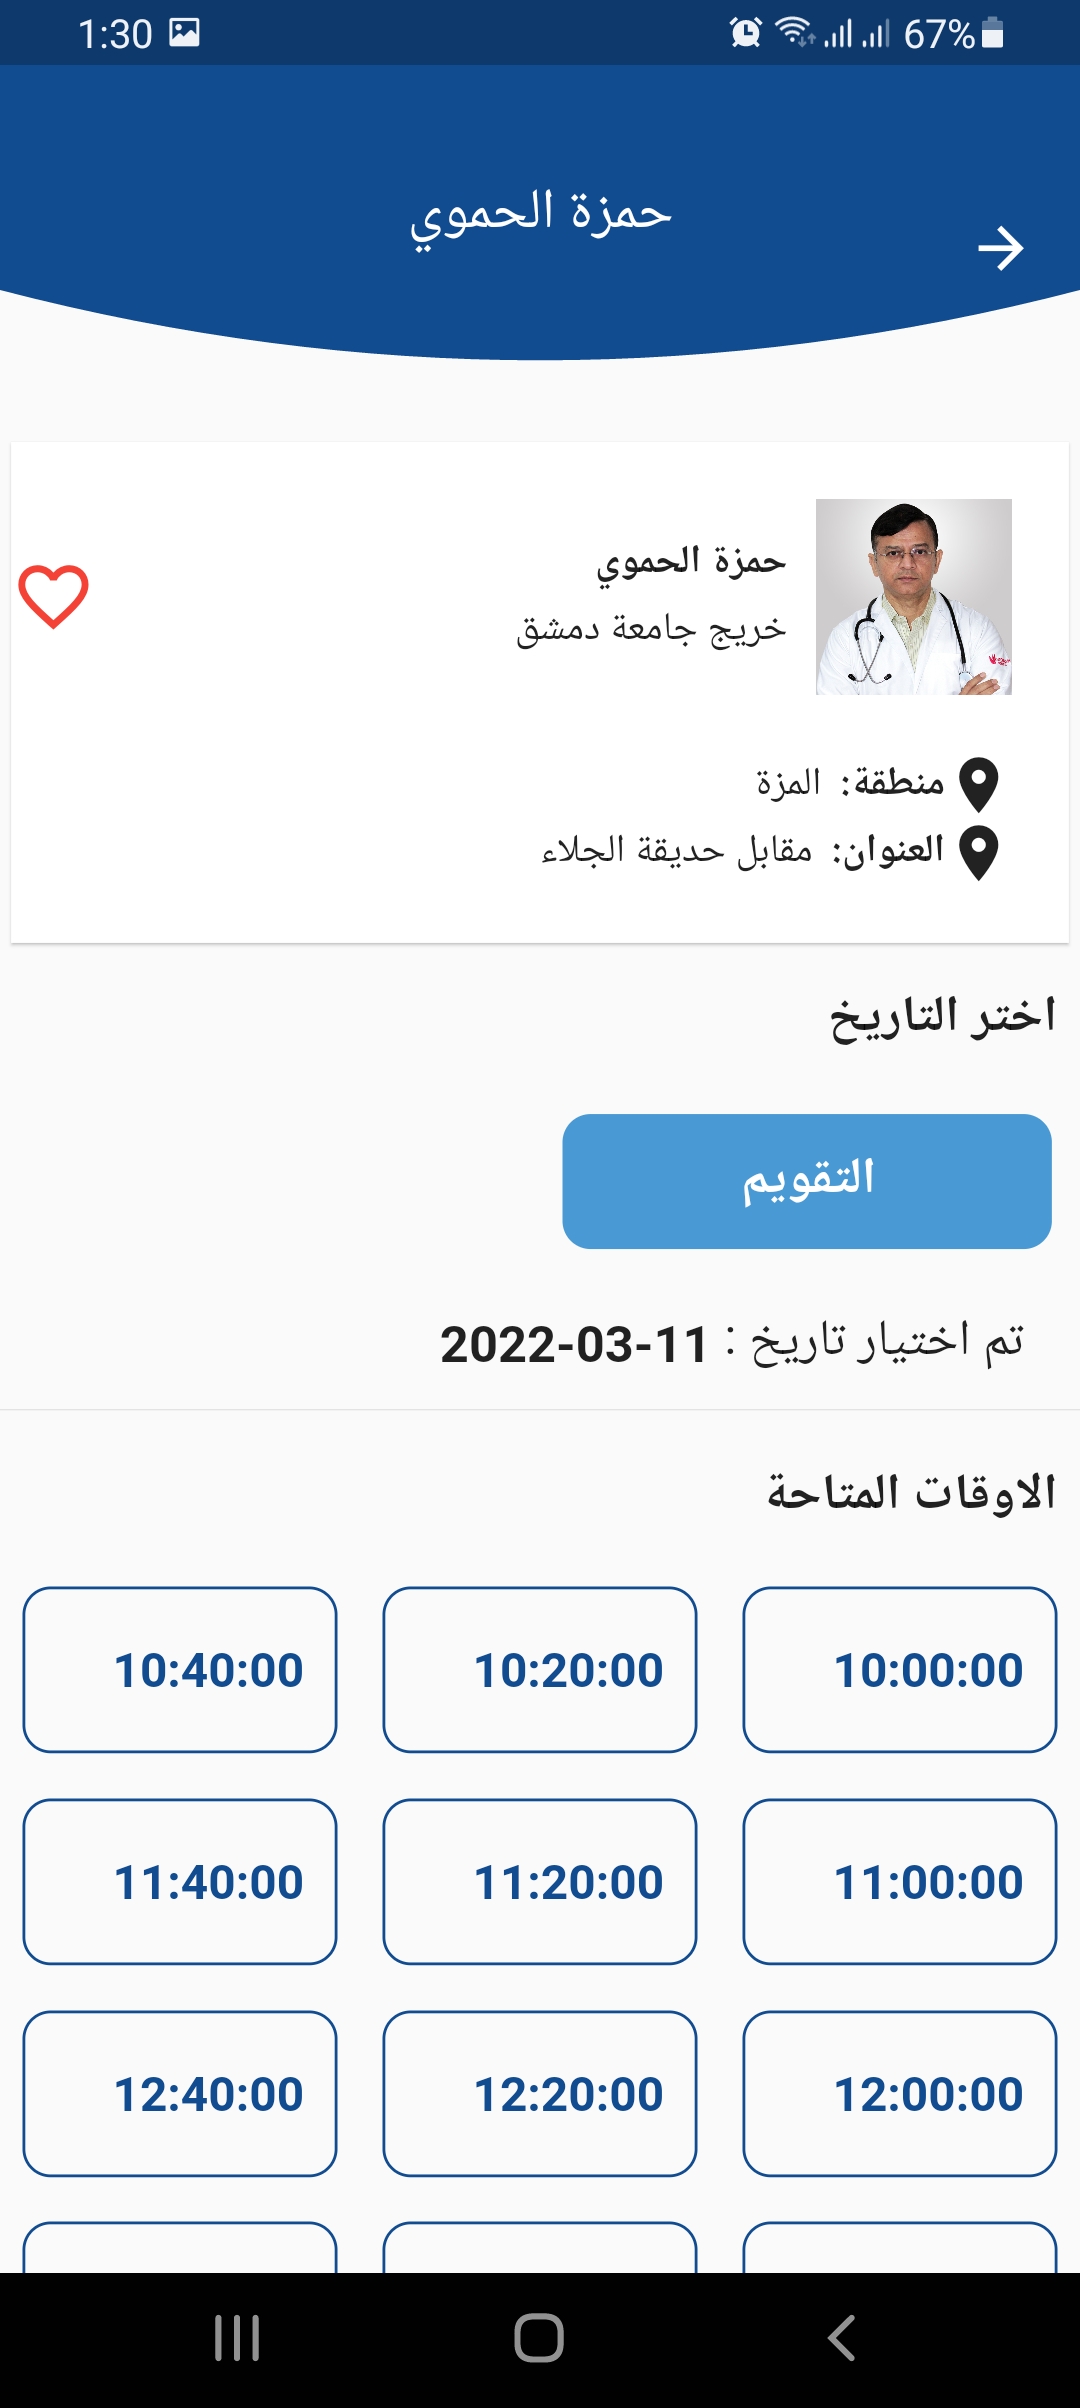 1:30 67%
حمزة الحموي
حمزة الحموي
خريج جامعة دمشق
منطقة: المزة
العنوان: مقابل حديقة الجلاء
اختر التاريخ
التقويم
تم اختيار تاريخ : 2022-03-11
الاوقات المتاحة
10:00:00 10:20:00 10:40:00
11:00:00 11:20:00 11:40:00
12:00:00 12:20:00 12:40:00